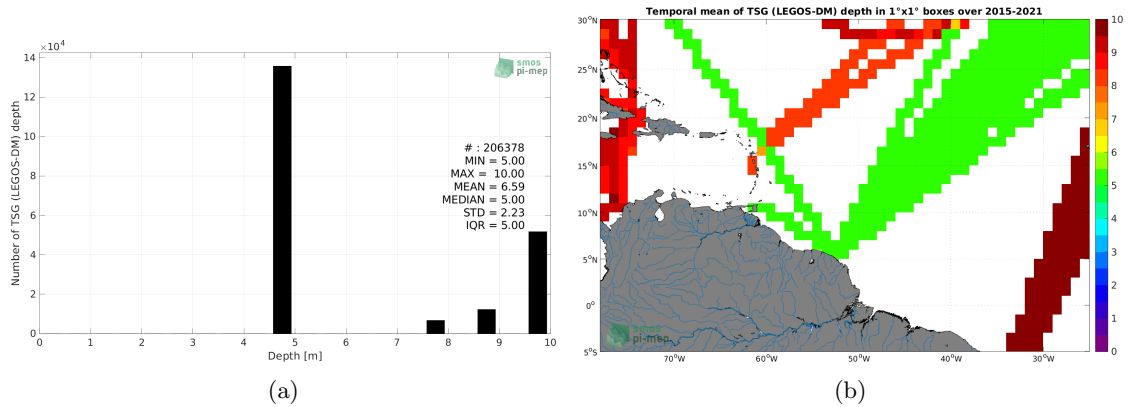 ×10⁴
14
12
10
8
6
4
2
0
Number of TSG (LEGOS-DM) depth
smos
pi-mep
# : 206378
MIN = 5.00
MAX = 10.00
MEAN = 6.59
MEDIAN = 5.00
STD = 2.23
IQR = 5.00
0 1 2 3 4 5 6 7 8 9 10
Depth [m]
(a)
Temporal mean of TSG (LEGOS-DM) depth in 1°x1° boxes over 2015-2021
30°N
25°N
20°N
15°N
10°N
5°N
0°
5°S
70°W 60°W 50°W 40°W 30°W
smos
pi-mep
10
9
8
7
6
5
4
3
2
1
0
(b)